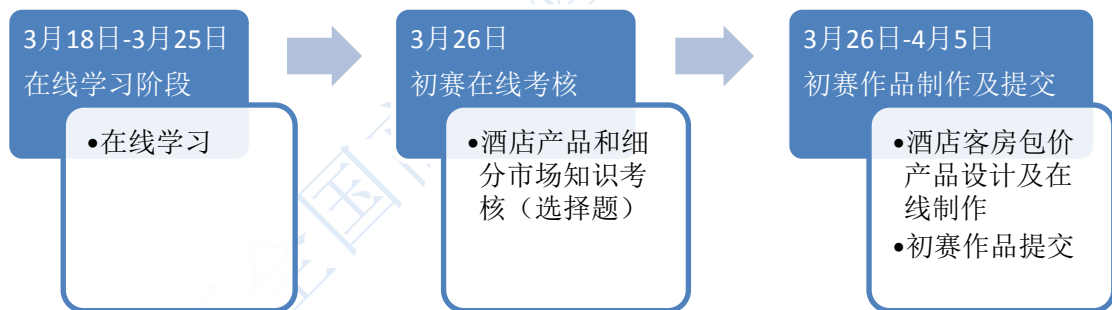 3月18日-3月25日
在线学习阶段
•在线学习
3月26日
初赛在线考核
•酒店产品和细
分市场知识考
核（选择题）
3月26日-4月5日
初赛作品制作及提交
•酒店客房包价
产品设计及在
线制作
•初赛作品提交
全国